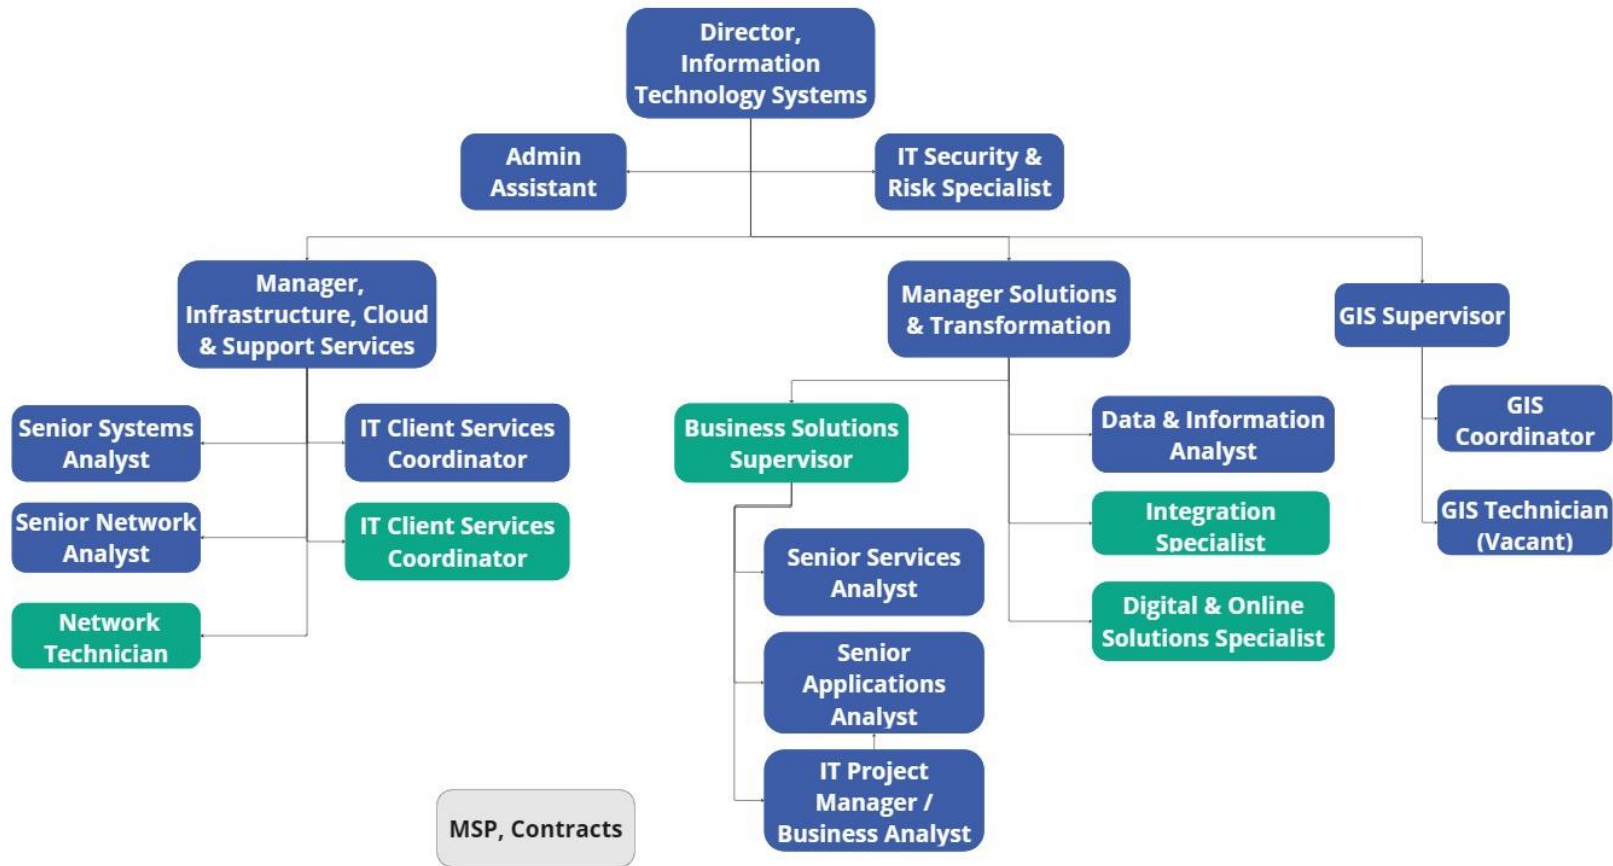 Director,
Information
Technology Systems
Admin
Assistant
IT Security &
Risk Specialist
Manager,
Infrastructure, Cloud
& Support Services
Manager Solutions
& Transformation
GIS Supervisor
Senior Systems
Analyst
IT Client Services
Coordinator
Senior Network
Analyst
IT Client Services
Coordinator
Network
Technician
Business Solutions
Supervisor
Senior Services
Analyst
Senior
Applications
Analyst
IT Project
Manager /
Business Analyst
Data & Information
Analyst
Integration
Specialist
Digital & Online
Solutions Specialist
GIS
Coordinator
GIS Technician
(Vacant)
MSP, Contracts